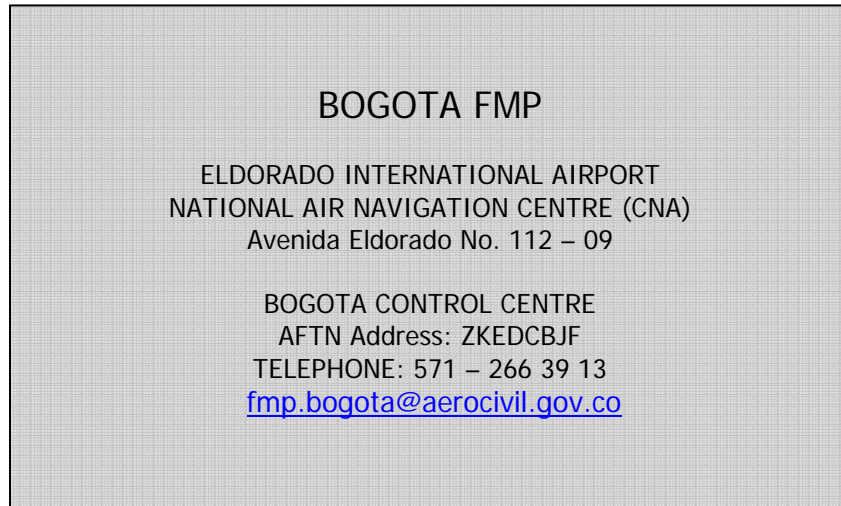 BOGOTA FMP
ELDORADO INTERNATIONAL AIRPORT
NATIONAL AIR NAVIGATION CENTRE (CNA)
Avenida Eldorado No. 112 – 09
BOGOTA CONTROL CENTRE
AFTN Address: ZKEDCBJF
TELEPHONE: 571 – 266 39 13
fmp.bogota@aerocivil.gov.co